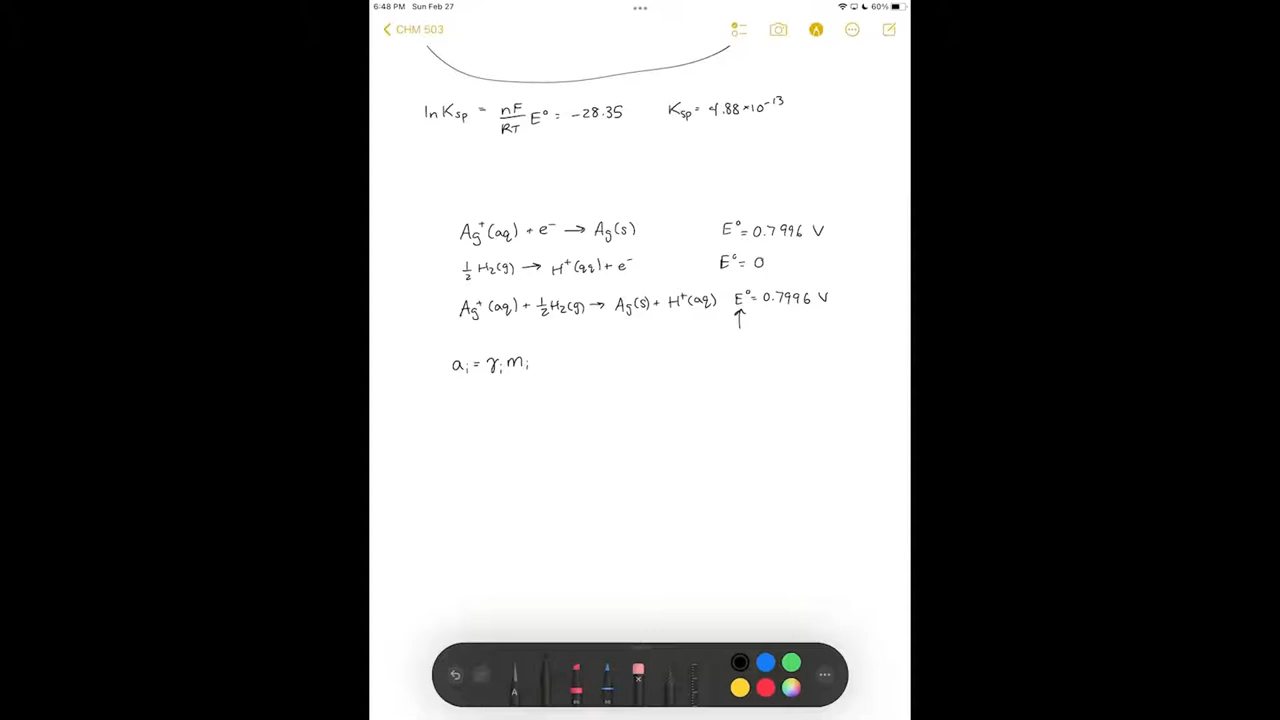 6:48 PM Sun Feb 27 60%
CHM 503
ln Ksp = nF/RT E° = -28.35 Ksp = 4.88×10⁻¹³
Ag⁺(aq) + e⁻ → Ag(s) E° = 0.7996 V
½ H₂(g) → H⁺(aq) + e⁻ E° = 0
Ag⁺(aq) + ½H₂(g) → Ag(s) + H⁺(aq) E° = 0.7996 V
↑
aᵢ = γᵢ mᵢ
A